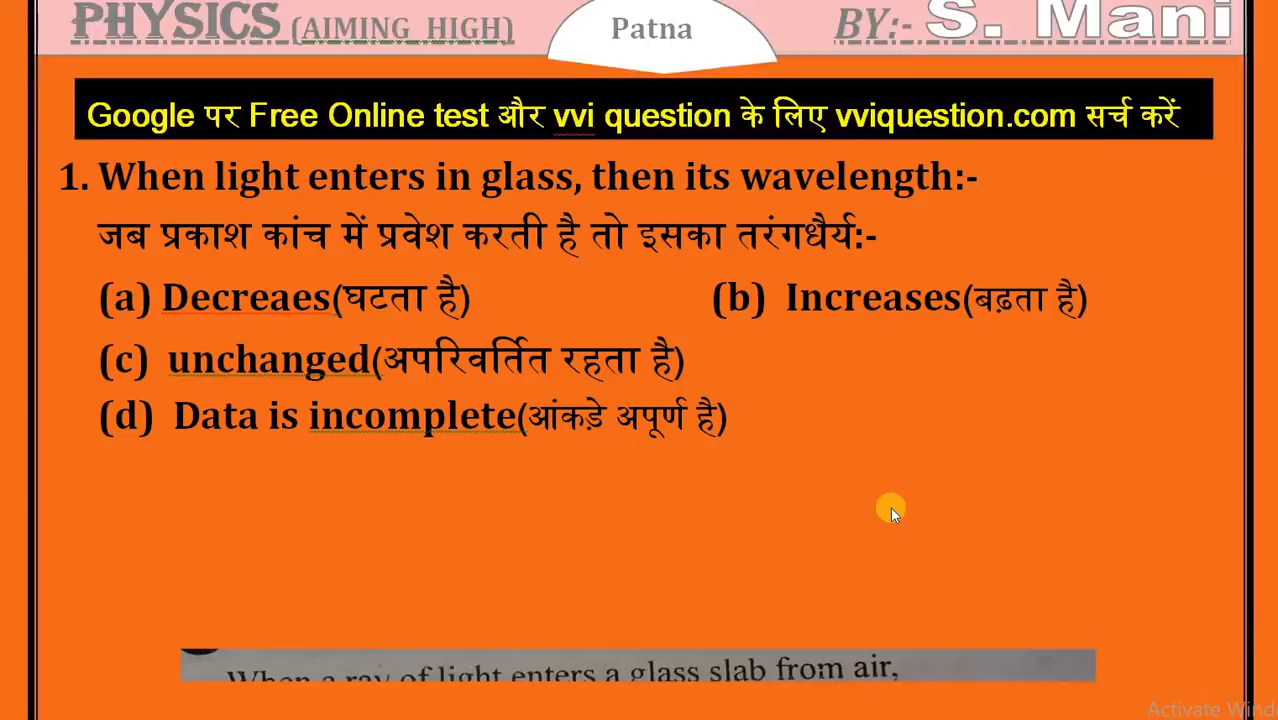 PHYSICS (AIMING HIGH) Patna BY:- S. Mani
Google पर Free Online test और vvi question के लिए vviquestion.com सर्च करें
1. When light enters in glass, then its wavelength:-
जब प्रकाश कांच में प्रवेश करती है तो इसका तरंगधैर्य:-
(a) Decreaes(घटता है) (b) Increases(बढ़ता है)
(c) unchanged(अपरिवर्तित रहता है)
(d) Data is incomplete(आंकड़े अपूर्ण है)
When a ray of light enters a glass slab from air,
Activate Wind